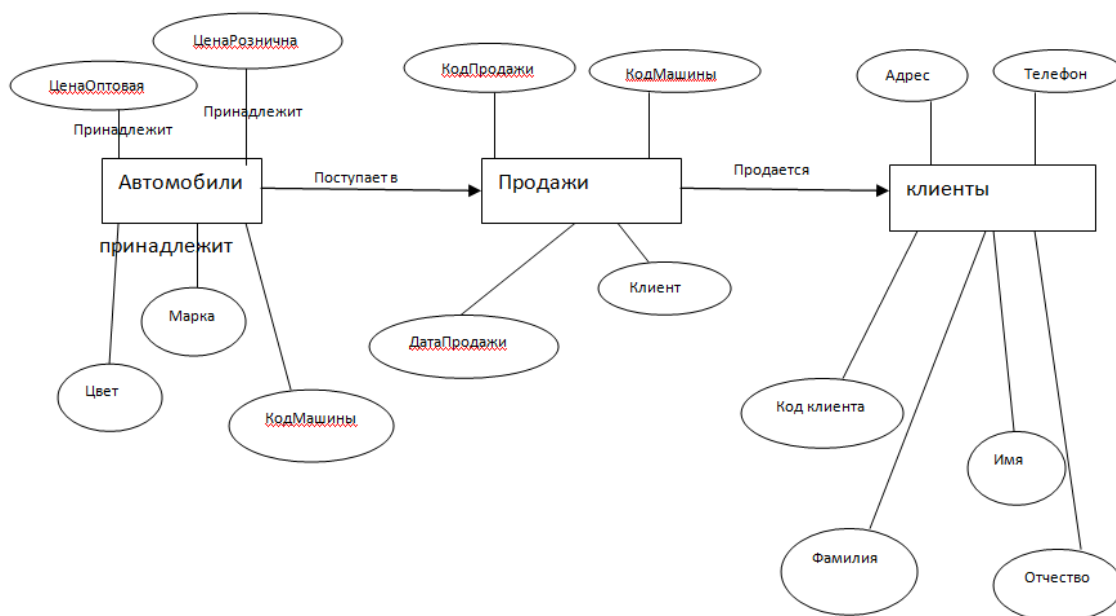 ЦенаРознична
ЦенаОптовая
КодПродажи
КодМашины
Адрес
Телефон
Принадлежит
Принадлежит
Автомобили
Поступает в
Продажи
Продается
клиенты
принадлежит
Марка
Клиент
ДатаПродажи
Цвет
КодМашины
Код клиента
Имя
Фамилия
Отчество